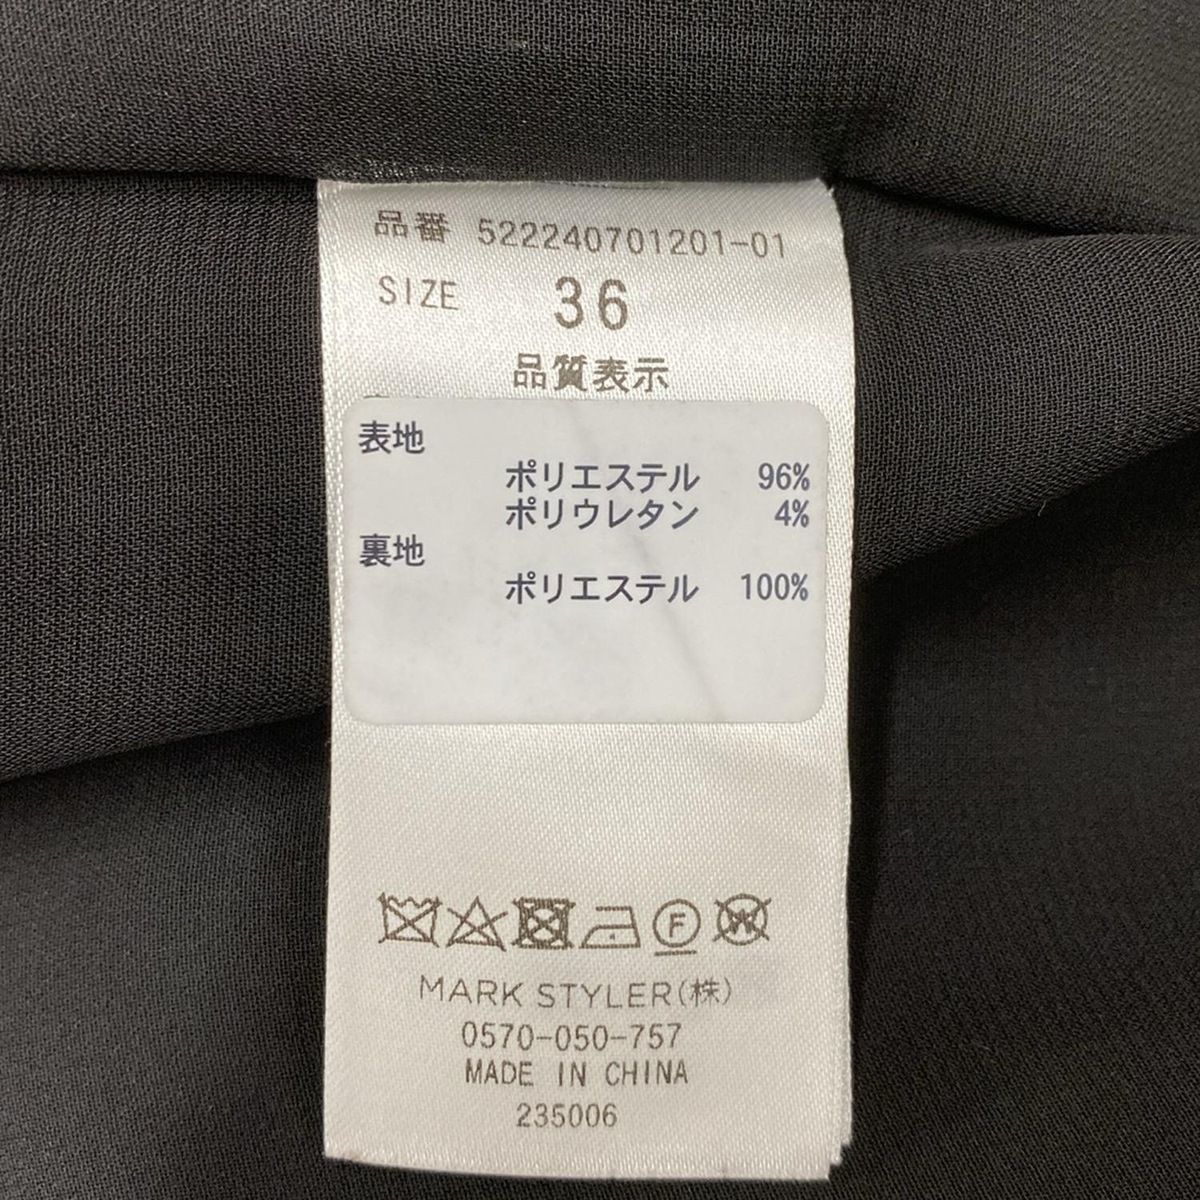 品番 522240701201-01
SIZE 36
品質表示
表地
ポリエステル 96%
ポリウレタン 4%
裏地
ポリエステル 100%
F W
MARK STYLER(株)
0570-050-757
MADE IN CHINA
235006